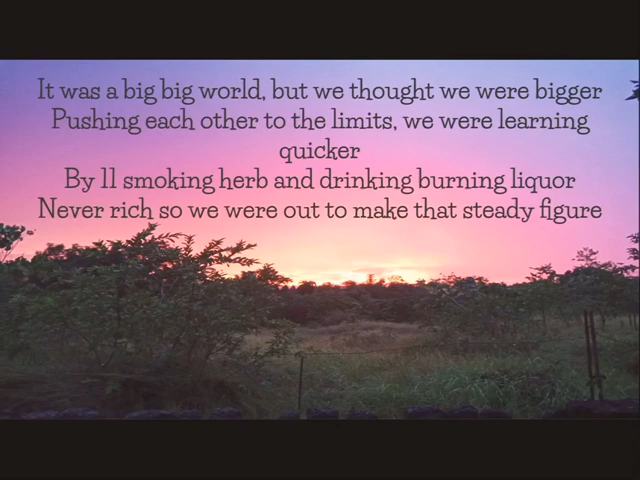 It was a big big world, but we thought we were bigger
Pushing each other to the limits, we were learning
quicker
By 11 smoking herb and drinking burning liquor
Never rich so we were out to make that steady figure